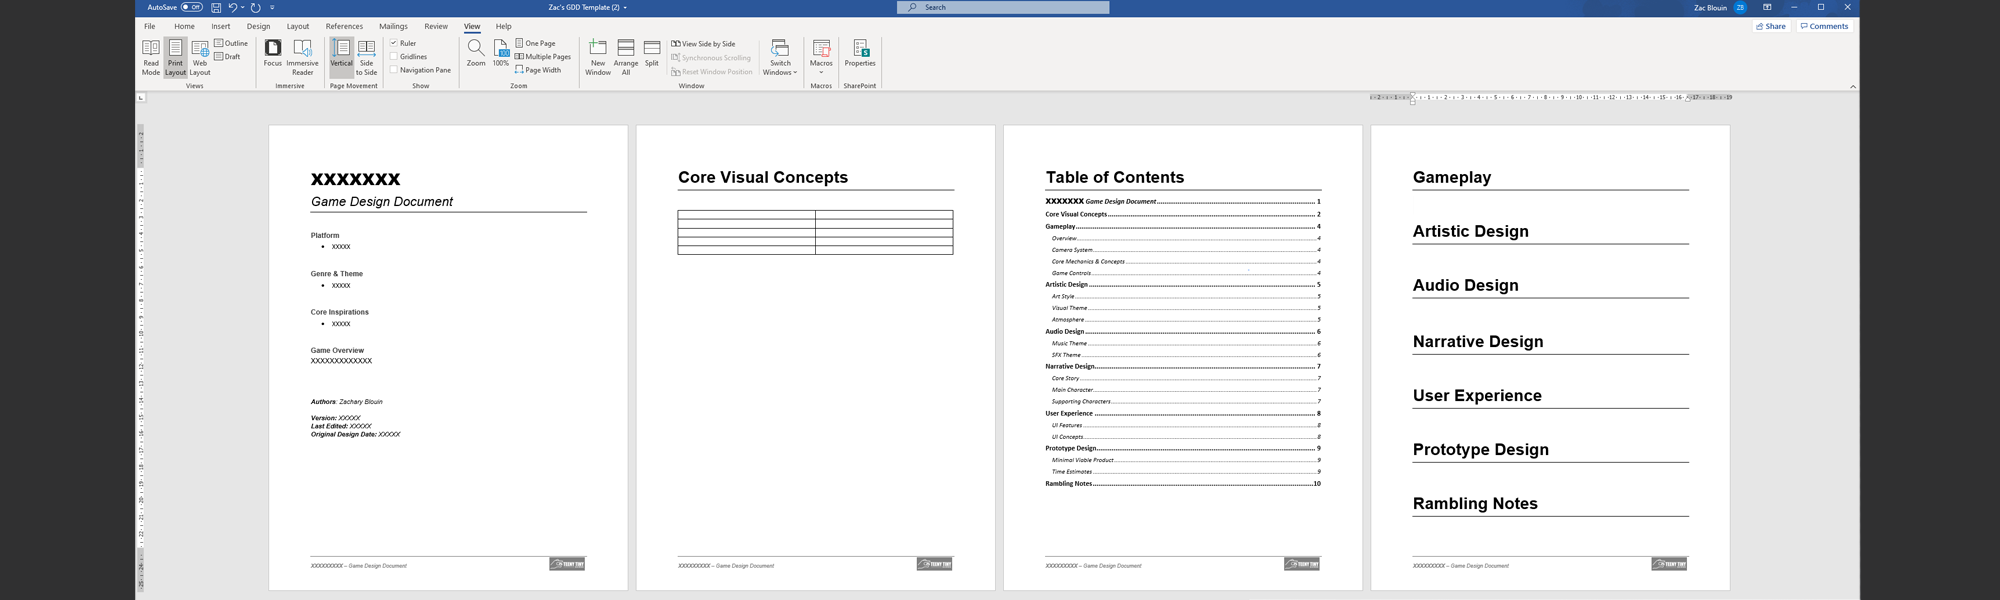 AutoSave Off Zac's GDD Template (2) Search Zac Blouin ZB
File Home Insert Design Layout References Mailings Review View Help Share Comments
Read Mode
Print Layout
Web Layout
Outline
Draft
Views
Focus
Immersive Reader
Immersive
Vertical
Side to Side
Page Movement
Ruler
Gridlines
Navigation Pane
Show
Zoom
100%
One Page
Multiple Pages
Page Width
Zoom
New Window
Arrange All
Split
View Side by Side
Synchronous Scrolling
Reset Window Position
Switch Windows
Window
Macros
Macros
Properties
SharePoint
XXXXXXX
Game Design Document
Platform
• XXXXX
Genre & Theme
• XXXXX
Core Inspirations
• XXXXX
Game Overview
XXXXXXXXXXXXX
Authors: Zachary Blouin
Version: XXXXX
Last Edited: XXXXX
Original Design Date: XXXXX
XXXXXXXXX – Game Design Document
Core Visual Concepts
XXXXXXXXX – Game Design Document
Table of Contents
XXXXXXX Game Design Document 1
Core Visual Concepts 2
Gameplay 4
Overview 4
Camera System 4
Core Mechanics & Concepts 4
Game Controls 4
Artistic Design 5
Art Style 5
Visual Theme 5
Atmosphere 5
Audio Design 6
Music Theme 6
SFX Theme 6
Narrative Design 7
Core Story 7
Main Character 7
Supporting Characters 7
User Experience 8
UI Features 8
UI Concepts 8
Prototype Design 9
Minimal Viable Product 9
Time Estimates 9
Rambling Notes 10
XXXXXXXXX – Game Design Document
Gameplay
Artistic Design
Audio Design
Narrative Design
User Experience
Prototype Design
Rambling Notes
XXXXXXXXX – Game Design Document